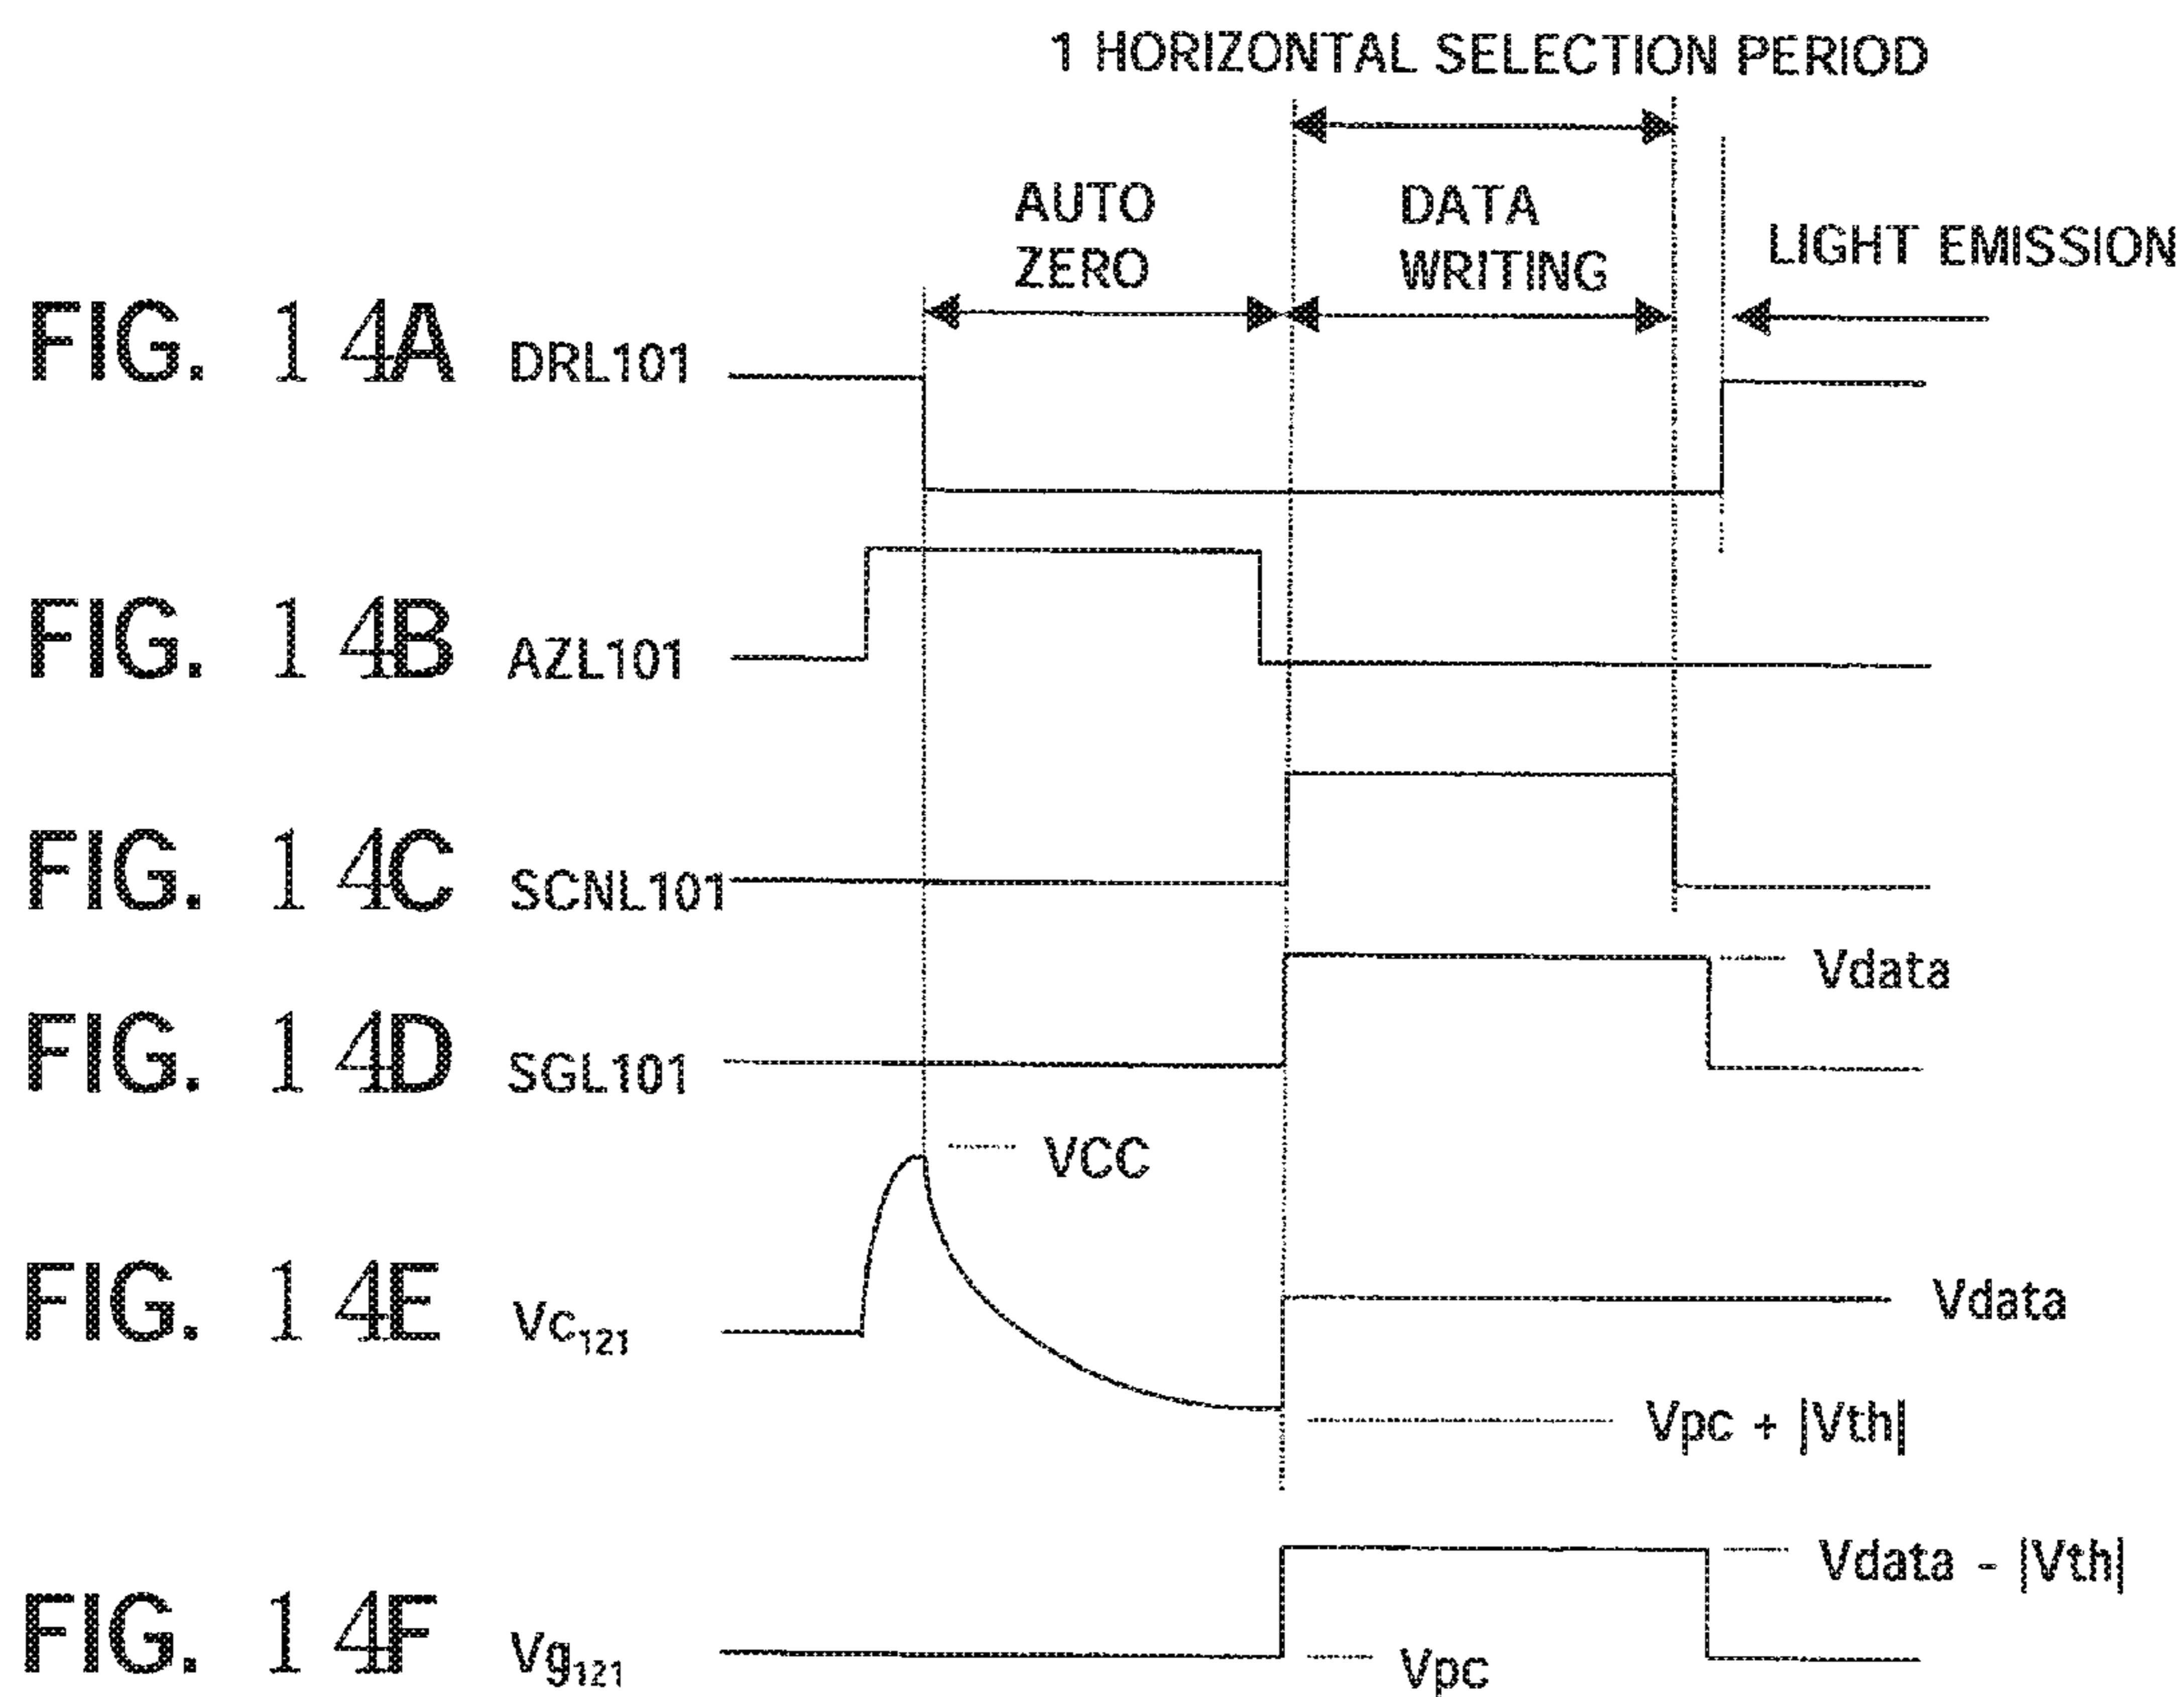 1 HORIZONTAL SELECTION PERIOD
AUTO
ZERO
DATA
WRITING
LIGHT EMISSION
FIG. 14A DRL101
FIG. 14B AZL101
FIG. 14C SCNL101
Vdata
FIG. 14D SGL101
VCC
FIG. 14E Vc121
Vdata
Vpc + |Vth|
Vdata - |Vth|
FIG. 14F Vg121
Vpc